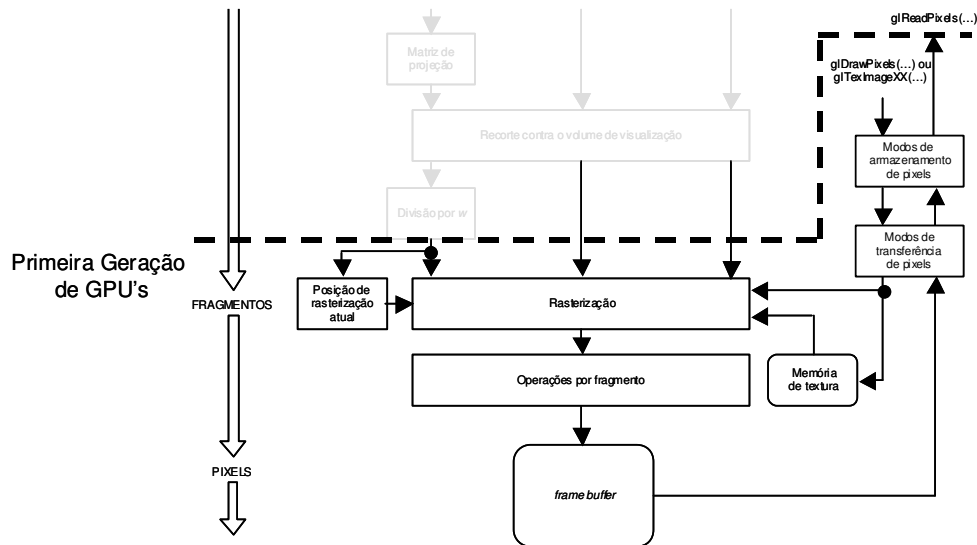 glReadPixels(…)
Matriz de
projeção
glDrawPixels(…) ou
glTexImageXX(…)
Recorte contra o volume de visualização
Modos de
armazenamento
de pixels
Divisão por w
Modos de
transferência
de pixels
Primeira Geração
de GPU's
FRAGMENTOS
Posição de
rasterização
atual
Rasterização
Operações por fragmento
Memória
de textura
PIXELS
frame buffer